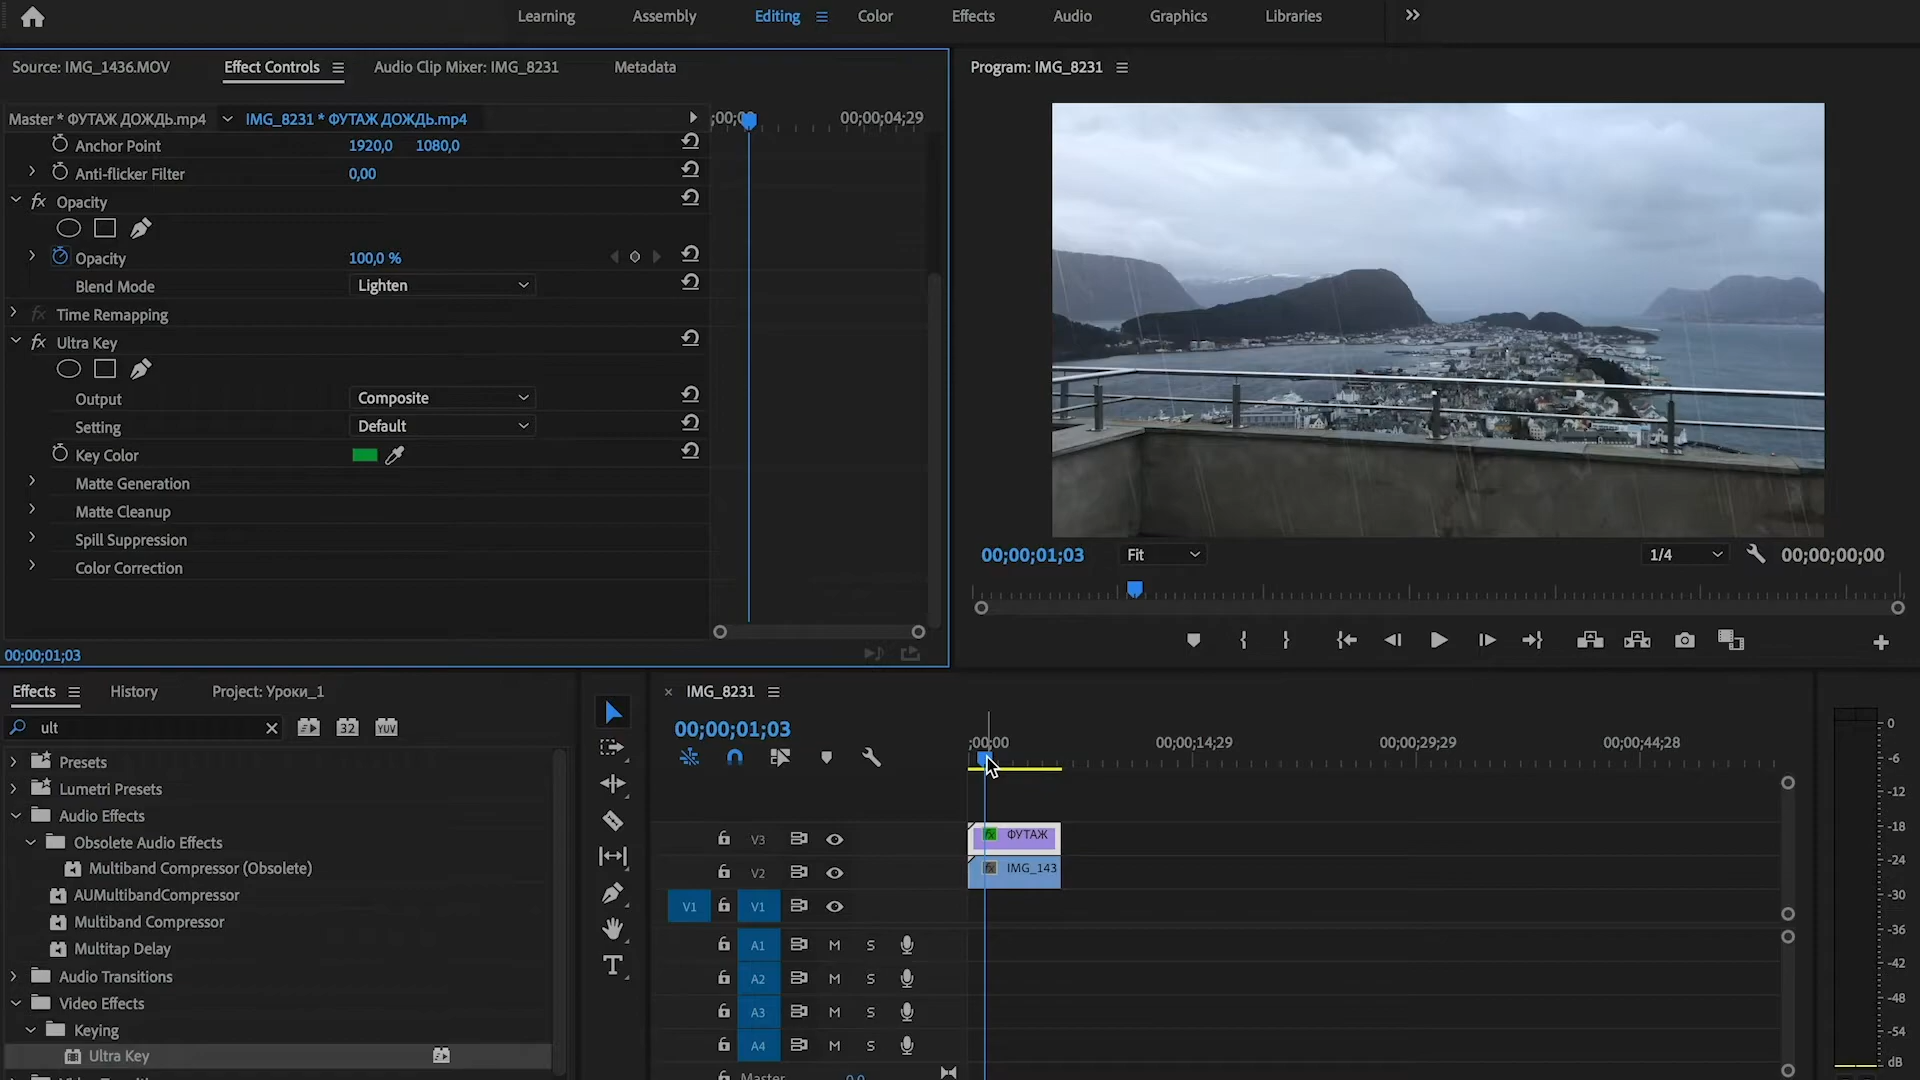 Learning Assembly Editing Color Effects Audio Graphics Libraries
Source: IMG_1436.MOV Effect Controls Audio Clip Mixer: IMG_8231 Metadata
Master * ФУТАЖ ДОЖДЬ.mp4 IMG_8231 * ФУТАЖ ДОЖДЬ.mp4
;00;00 00;00;04;29
Anchor Point 1920,0 1080,0
Anti-flicker Filter 0,00
fx Opacity
Opacity 100,0 %
Blend Mode Lighten
fx Time Remapping
fx Ultra Key
Output Composite
Setting Default
Key Color
Matte Generation
Matte Cleanup
Spill Suppression
Color Correction
00;00;01;03
Program: IMG_8231
00;00;01;03 Fit 1/4 00;00;00;00
Effects History Project: Уроки_1
ult
32 YUV
Presets
Lumetri Presets
Audio Effects
Obsolete Audio Effects
Multiband Compressor (Obsolete)
AUMultibandCompressor
Multiband Compressor
Multitap Delay
Audio Transitions
Video Effects
Keying
Ultra Key
T
× IMG_8231
00;00;01;03
;00;00 00;00;14;29 00;00;29;29 00;00;44;28
V3 fx ФУТАЖ
V2 fx IMG_143
V1 V1
A1 M S
A2 M S
A3 M S
A4 M S
Master 0,0
0
-6
-12
-18
-24
-30
-36
-42
-48
-54
dB